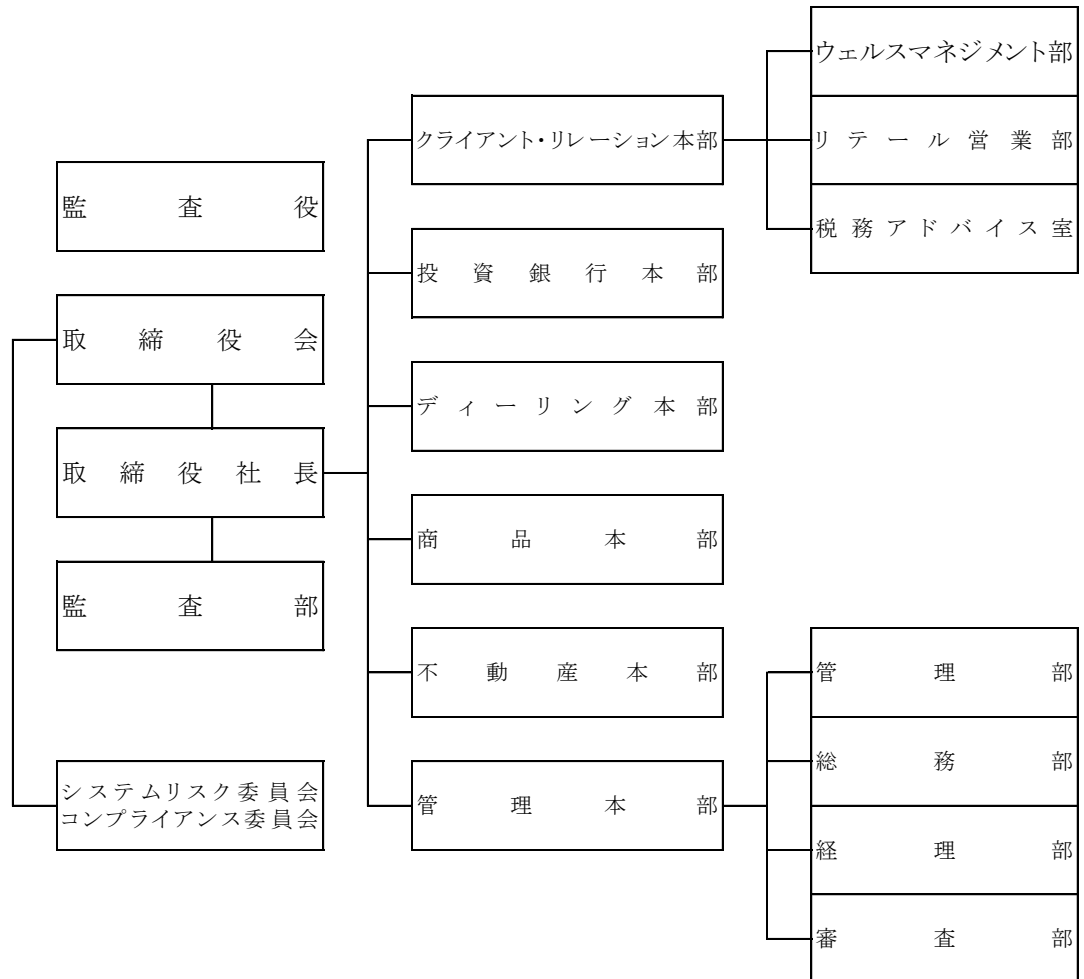 監査役
取締役会
取締役社長
監査部
システムリスク委員会
コンプライアンス委員会
クライアント・リレーション本部
投資銀行本部
ディーリング本部
商品本部
不動産本部
管理本部
ウェルスマネジメント部
リテール営業部
税務アドバイス室
管理部
総務部
経理部
審査部